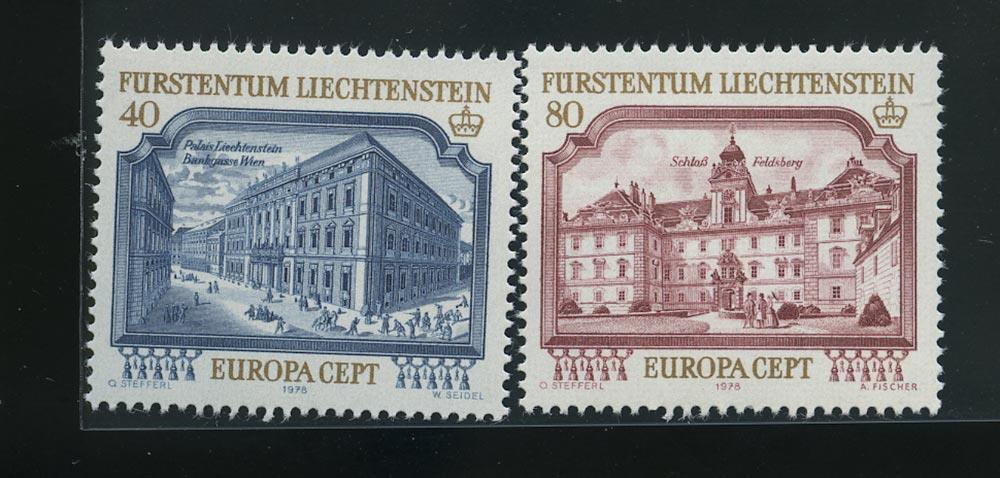 FÜRSTENTUM LIECHTENSTEIN
40
Palais Liechtenstein
Bankgasse Wien
EUROPA CEPT
O. STEFFERL
1978
W. SEIDEL
FÜRSTENTUM LIECHTENSTEIN
80
Schloß Feldsberg
EUROPA CEPT
O. STEFFERL
1978
A. FISCHER